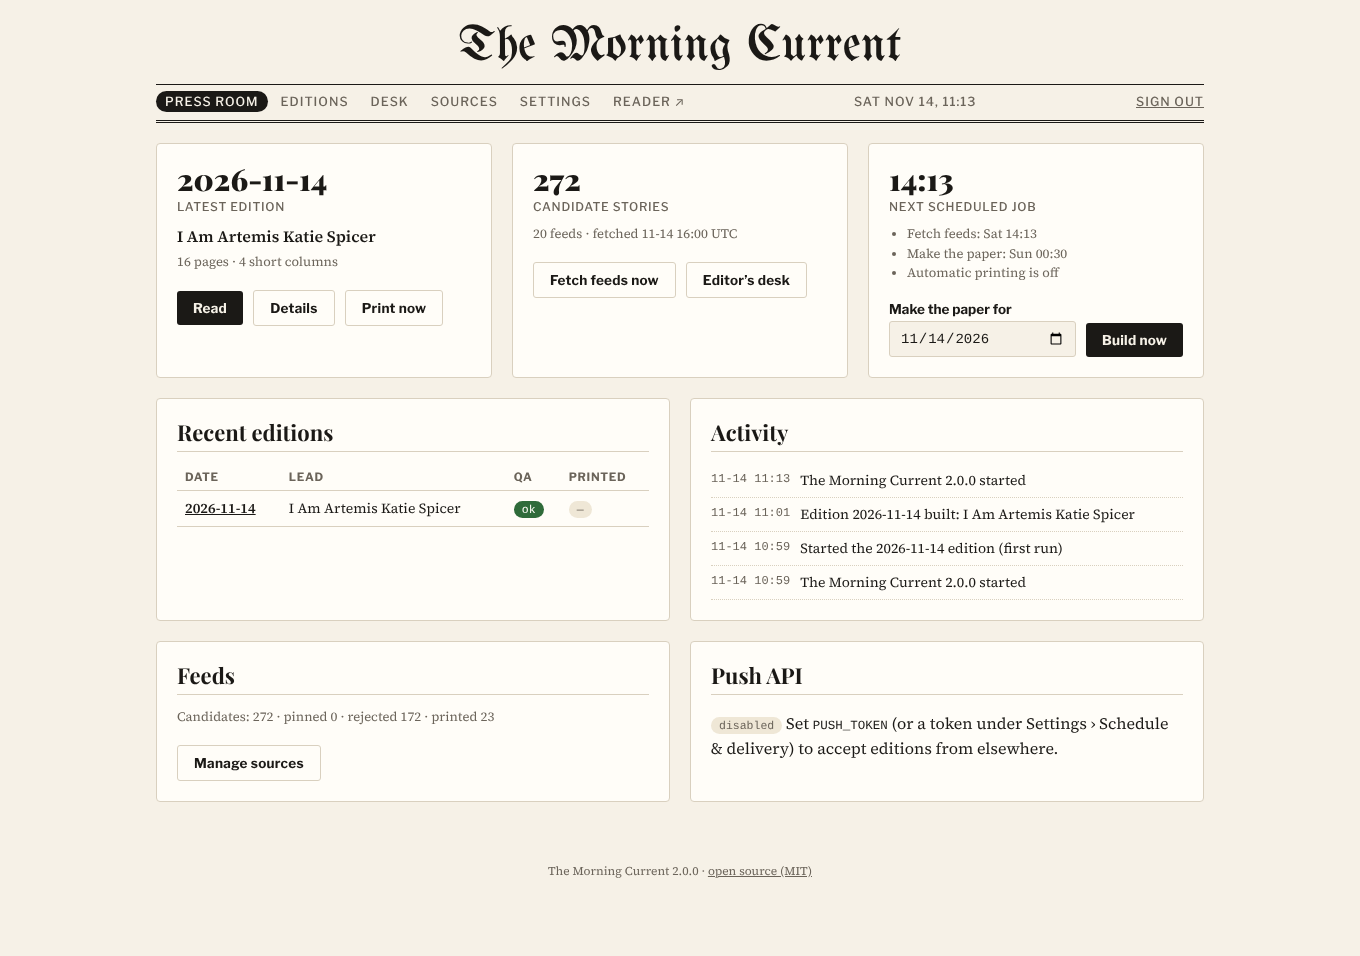 The Morning Current
PRESS ROOM EDITIONS DESK SOURCES SETTINGS READER ↗ SAT NOV 14, 11:13 SIGN OUT
2026-11-14
LATEST EDITION
I Am Artemis Katie Spicer
16 pages · 4 short columns
Read Details Print now
272
CANDIDATE STORIES
20 feeds · fetched 11-14 16:00 UTC
Fetch feeds now Editor’s desk
14:13
NEXT SCHEDULED JOB
• Fetch feeds: Sat 14:13
• Make the paper: Sun 00:30
• Automatic printing is off
Make the paper for
11/14/2026 Build now
Recent editions
DATE LEAD QA PRINTED
2026-11-14 I Am Artemis Katie Spicer ok —
Activity
11-14 11:13 The Morning Current 2.0.0 started
11-14 11:01 Edition 2026-11-14 built: I Am Artemis Katie Spicer
11-14 10:59 Started the 2026-11-14 edition (first run)
11-14 10:59 The Morning Current 2.0.0 started
Feeds
Candidates: 272 · pinned 0 · rejected 172 · printed 23
Manage sources
Push API
disabled Set PUSH_TOKEN (or a token under Settings › Schedule
& delivery) to accept editions from elsewhere.
The Morning Current 2.0.0 · open source (MIT)